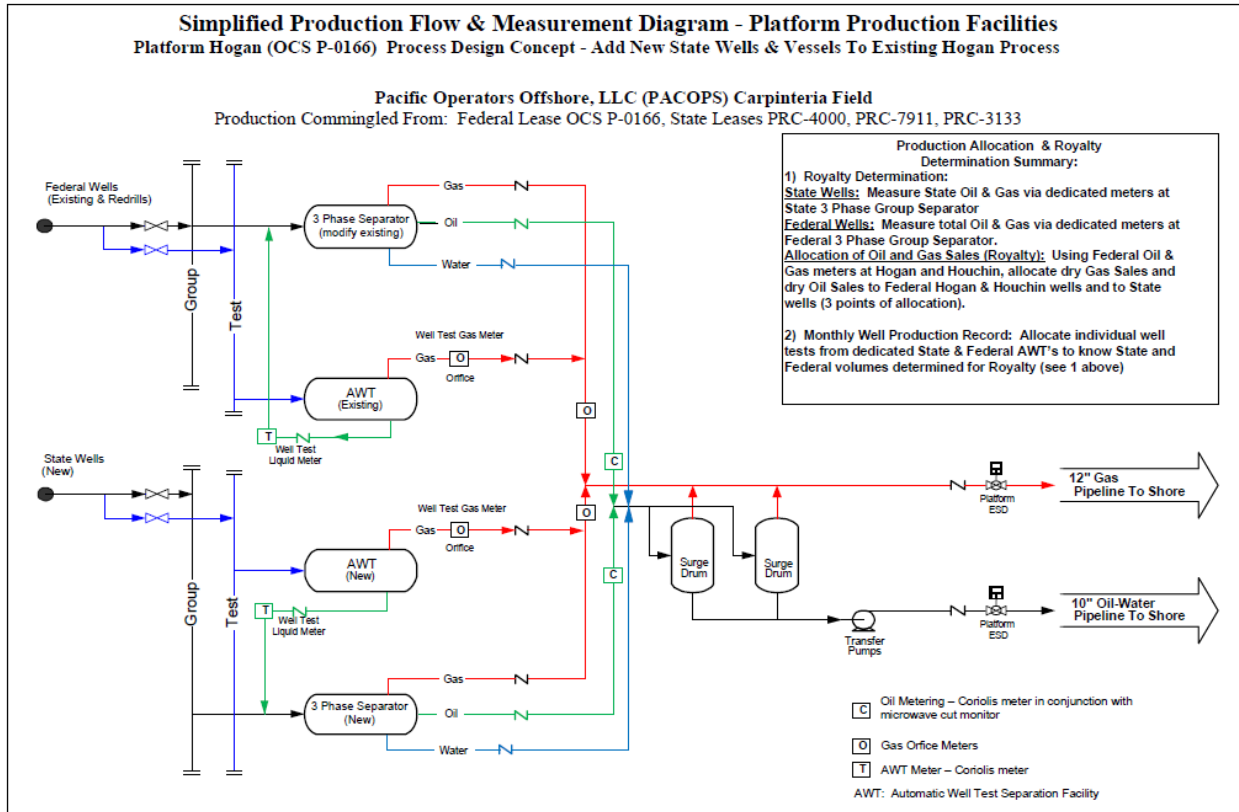 Simplified Production Flow & Measurement Diagram - Platform Production Facilities
Platform Hogan (OCS P-0166) Process Design Concept - Add New State Wells & Vessels To Existing Hogan Process
Pacific Operators Offshore, LLC (PACOPS) Carpinteria Field
Production Commingled From: Federal Lease OCS P-0166, State Leases PRC-4000, PRC-7911, PRC-3133
Production Allocation & Royalty
Determination Summary:
1) Royalty Determination:
State Wells: Measure State Oil & Gas via dedicated meters at
State 3 Phase Group Separator
Federal Wells: Measure total Oil & Gas via dedicated meters at
Federal 3 Phase Group Separator.
Allocation of Oil and Gas Sales (Royalty): Using Federal Oil &
Gas meters at Hogan and Houchin, allocate dry Gas Sales and
dry Oil Sales to Federal Hogan & Houchin wells and to State
wells (3 points of allocation).
2) Monthly Well Production Record: Allocate individual well
tests from dedicated State & Federal AWT's to know State and
Federal volumes determined for Royalty (see 1 above)
Federal Wells
(Existing & Redrills)
Group
Test
3 Phase Separator
(modify existing)
Gas
Oil
Water
Well Test Gas Meter
Gas
O
Orifice
AWT
(Existing)
T
Well Test
Liquid Meter
O
C
State Wells
(New)
Group
Test
Well Test Gas Meter
Gas
O
Orifice
AWT
(New)
T
Well Test
Liquid Meter
O
C
3 Phase Separator
(New)
Gas
Oil
Water
Surge
Drum
Surge
Drum
Transfer
Pumps
Platform
ESD
12" Gas
Pipeline To Shore
Platform
ESD
10" Oil-Water
Pipeline To Shore
C
Oil Metering – Coriolis meter in conjunction with
microwave cut monitor
O
Gas Orfice Meters
T
AWT Meter – Coriolis meter
AWT: Automatic Well Test Separation Facility